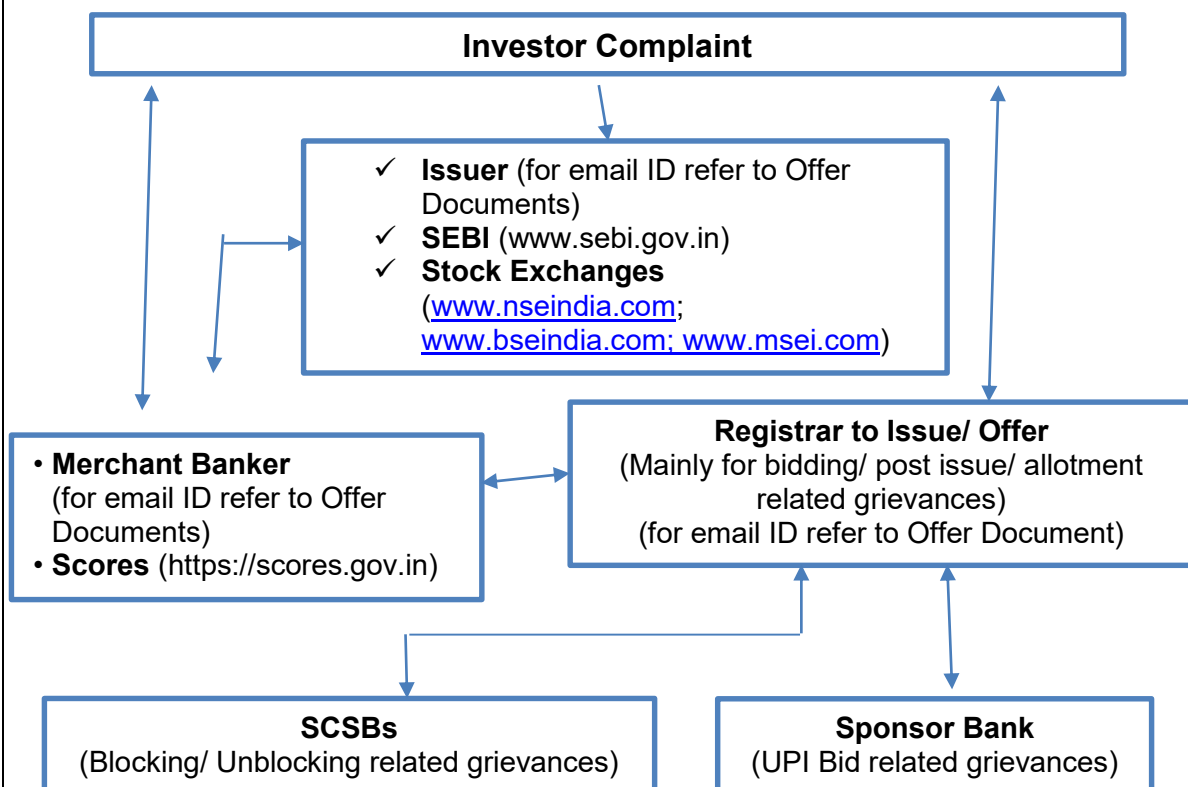 Investor Complaint
✓ Issuer (for email ID refer to Offer
Documents)
✓ SEBI (www.sebi.gov.in)
✓ Stock Exchanges
(www.nseindia.com;
www.bseindia.com; www.msei.com)
• Merchant Banker
(for email ID refer to Offer
Documents)
• Scores (https://scores.gov.in)
Registrar to Issue/ Offer
(Mainly for bidding/ post issue/ allotment
related grievances)
(for email ID refer to Offer Document)
SCSBs
(Blocking/ Unblocking related grievances)
Sponsor Bank
(UPI Bid related grievances)